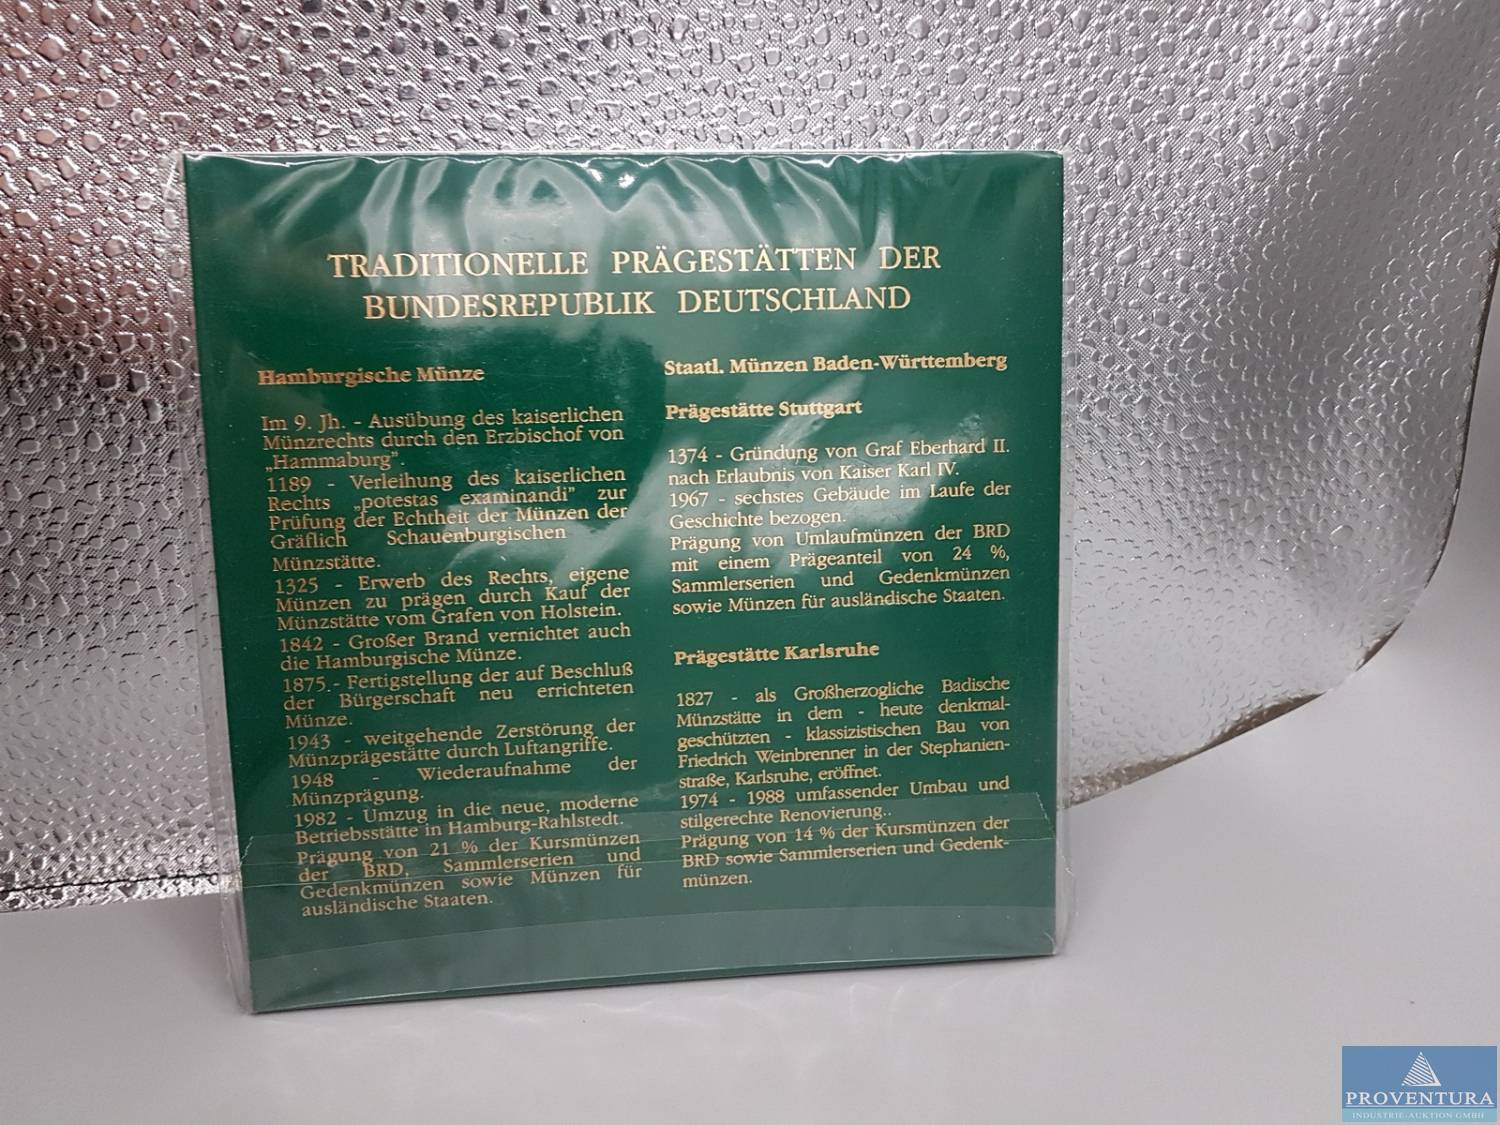 TRADITIONELLE PRÄGESTÄTTEN DER
BUNDESREPUBLIK DEUTSCHLAND
Hamburgische Münze
Im 9. Jh. - Ausübung des kaiserlichen
Münzrechts durch den Erzbischof von
„Hammaburg".
1189 - Verleihung des kaiserlichen
Rechts „potestas examinandi" zur
Prüfung der Echtheit der Münzen der
Gräflich Schauenburgischen
Münzstätte.
1325 - Erwerb des Rechts, eigene
Münzen zu prägen durch Kauf der
Münzstätte vom Grafen von Holstein.
1842 - Großer Brand vernichtet auch
die Hamburgische Münze.
1875 - Fertigstellung der auf Beschluß
der Bürgerschaft neu errichteten
Münze.
1943 - weitgehende Zerstörung der
Münzprägestätte durch Luftangriffe.
1948 - Wiederaufnahme der
Münzprägung.
1982 - Umzug in die neue, moderne
Betriebsstätte in Hamburg-Rahlstedt.
Prägung von 21 % der Kursmünzen
der BRD, Sammlerserien und
Gedenkmünzen sowie Münzen für
ausländische Staaten.
Staatl. Münzen Baden-Württemberg
Prägestätte Stuttgart
1374 - Gründung von Graf Eberhard II.
nach Erlaubnis von Kaiser Karl IV.
1967 - sechstes Gebäude im Laufe der
Geschichte bezogen.
Prägung von Umlaufmünzen der BRD
mit einem Prägeanteil von 24 %,
Sammlerserien und Gedenkmünzen
sowie Münzen für ausländische Staaten.
Prägestätte Karlsruhe
1827 - als Großherzogliche Badische
Münzstätte in dem - heute denkmal-
geschützten - klassizistischen Bau von
Friedrich Weinbrenner in der Stephanien-
straße, Karlsruhe, eröffnet.
1974 - 1988 umfassender Umbau und
stilgerechte Renovierung..
Prägung von 14 % der Kursmünzen der
BRD sowie Sammlerserien und Gedenk-
münzen.
PROVENTURA
INDUSTRIE-AUKTION GMBH